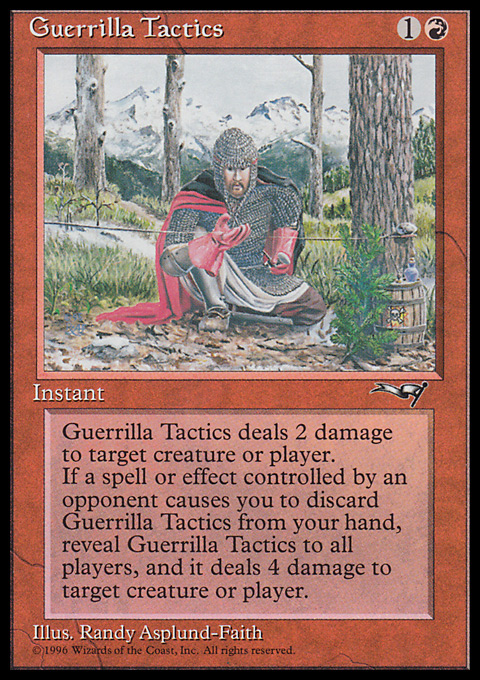 Guerrilla Tactics
1
Instant
Guerrilla Tactics deals 2 damage
to target creature or player.
If a spell or effect controlled by an
opponent causes you to discard
Guerrilla Tactics from your hand,
reveal Guerrilla Tactics to all
players, and it deals 4 damage to
target creature or player.
Illus. Randy Asplund-Faith
©1996 Wizards of the Coast, Inc. All rights reserved.